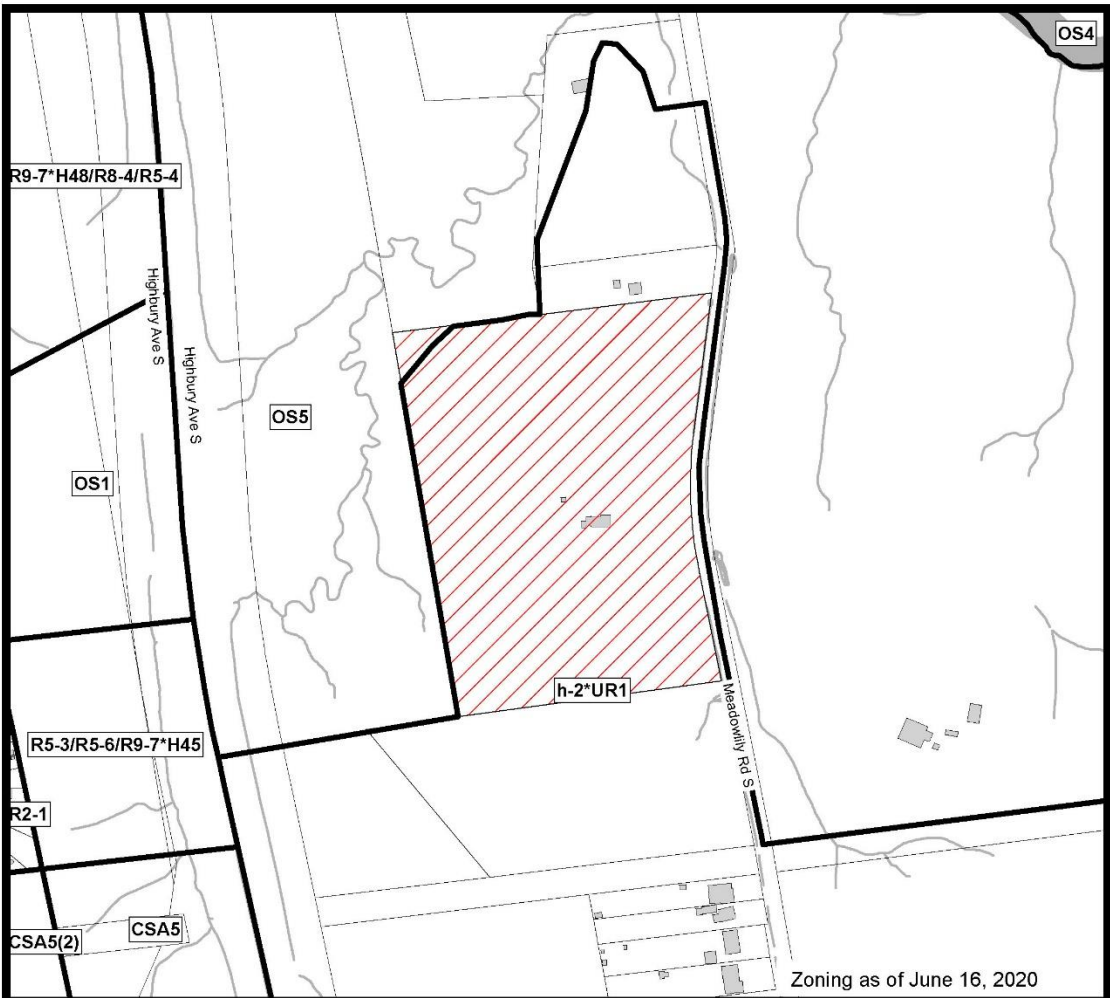 OS4
R9-7*H48/R8-4/R5-4
Highbury Ave S
Highbury Ave S
OS5
OS1
h-2*UR1
Meadowlily Rd S
R5-3/R5-6/R9-7*H45
R2-1
CSA5
CSA5(2)
Zoning as of June 16, 2020